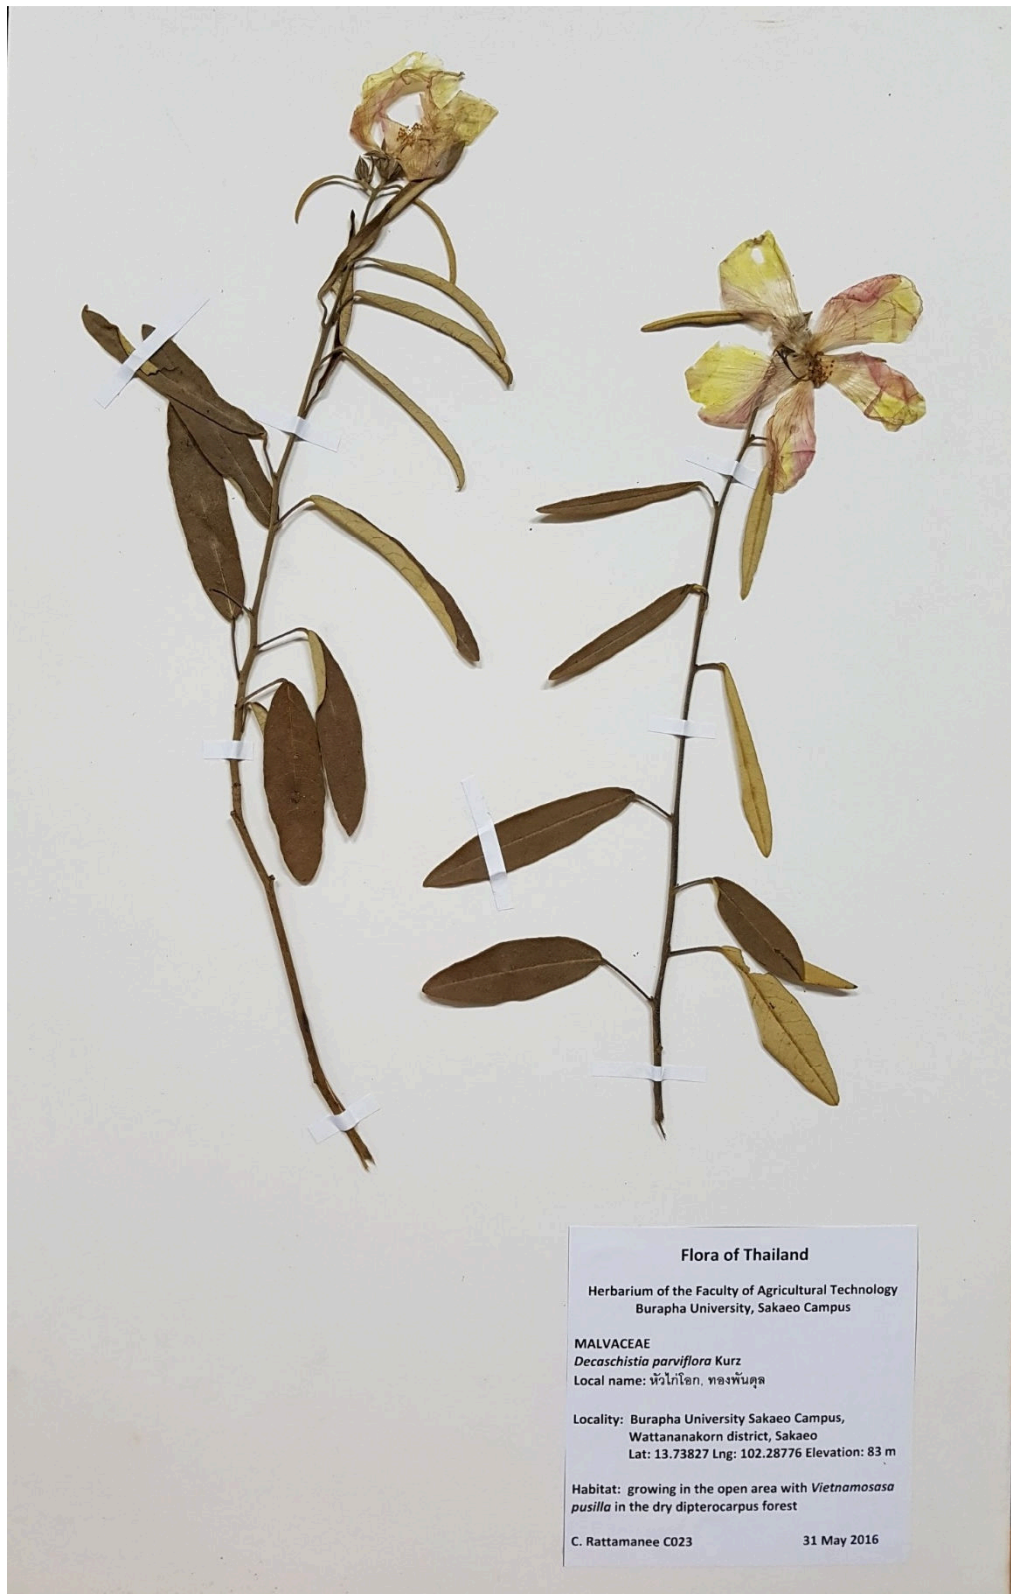 Flora of Thailand
Herbarium of the Faculty of Agricultural Technology
Burapha University, Sakaeo Campus
MALVACEAE
Decaschistia parviflora Kurz
Local name: หัวไก่โอก, ทองพันดุล
Locality: Burapha University Sakaeo Campus,
Wattananakorn district, Sakaeo
Lat: 13.73827 Lng: 102.28776 Elevation: 83 m
Habitat: growing in the open area with Vietnamosasa
pusilla in the dry dipterocarpus forest
C. Rattamanee C023 31 May 2016